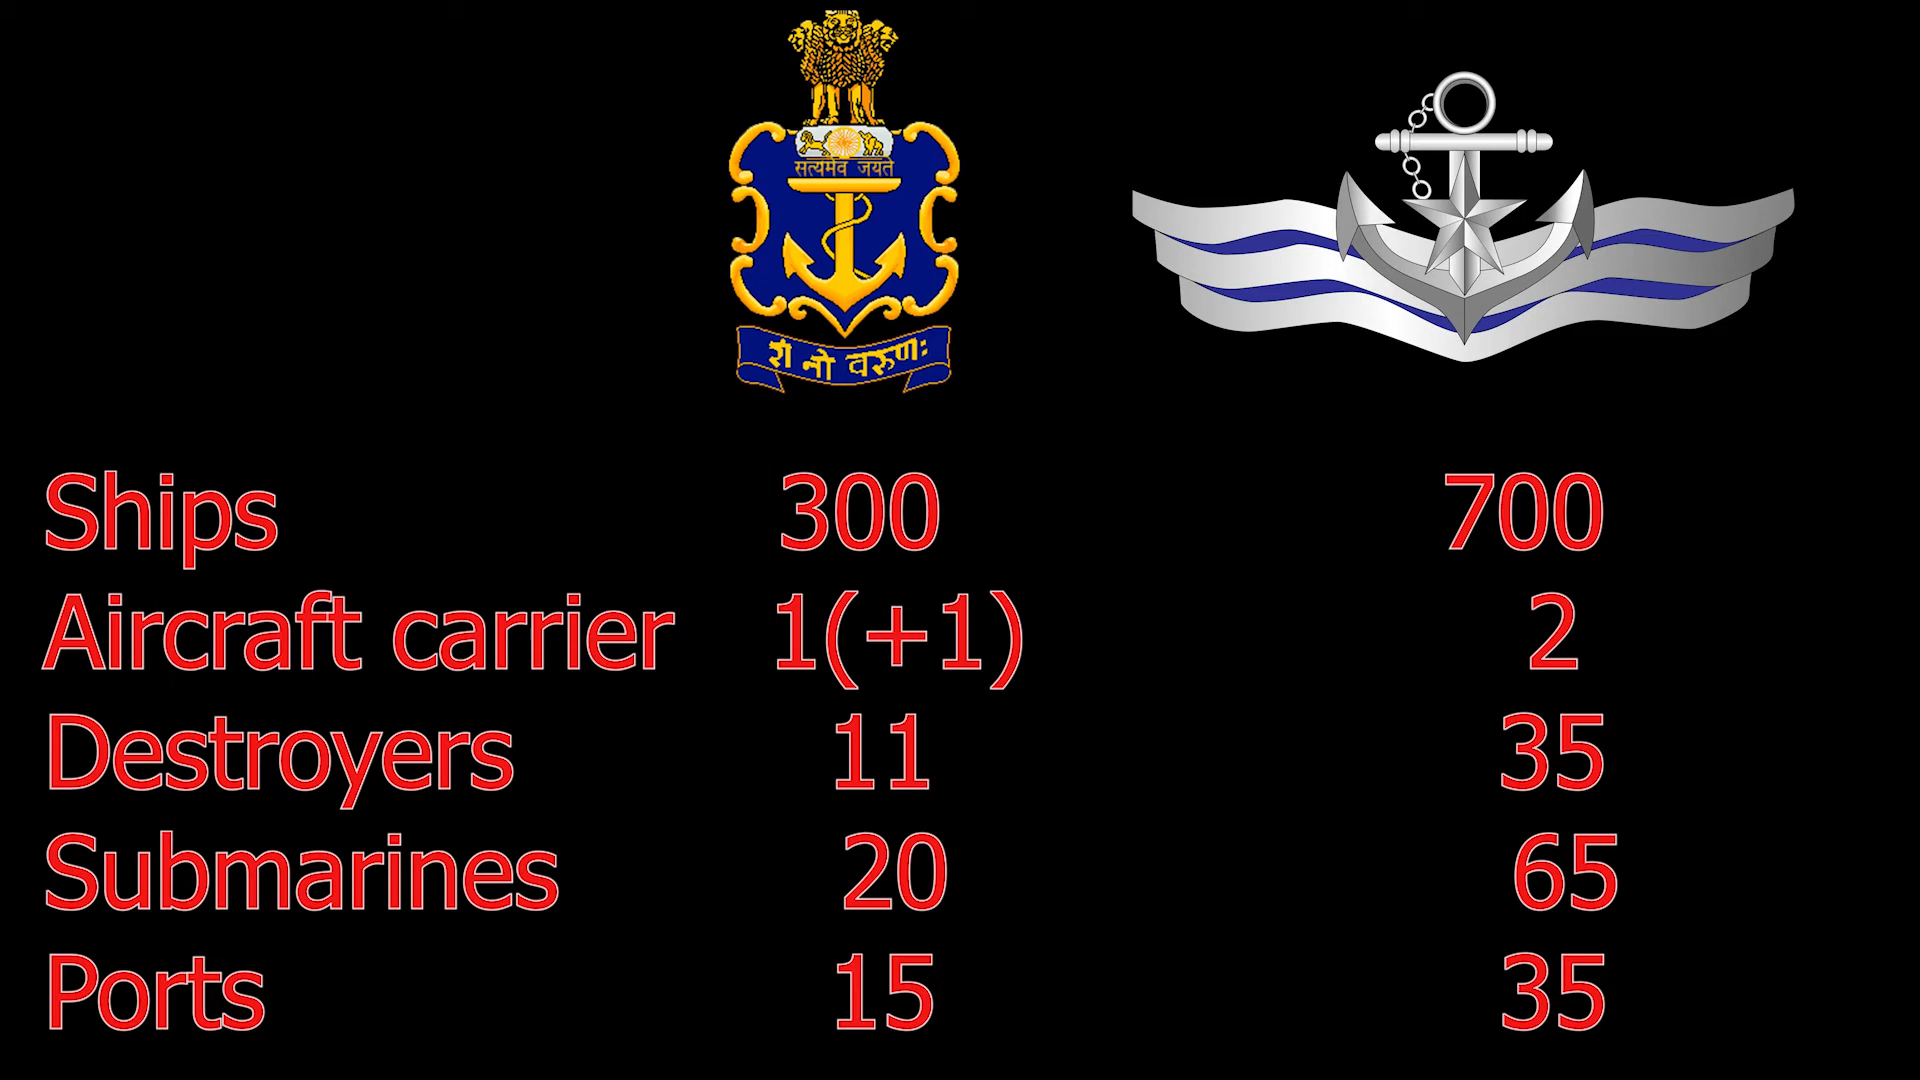 सत्यमेव जयते
शं नो वरुणः
Ships 300 700
Aircraft carrier 1(+1) 2
Destroyers 11 35
Submarines 20 65
Ports 15 35